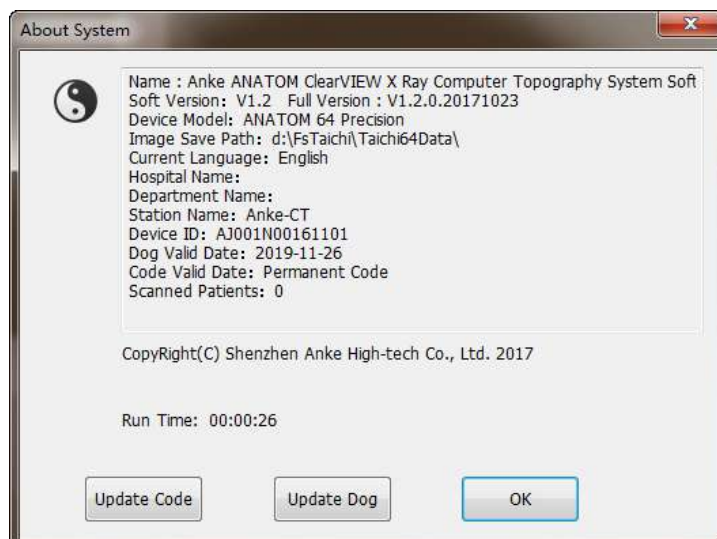 About System
Name : Anke ANATOM ClearVIEW X Ray Computer Topography System Soft
Soft Version: V1.2 Full Version : V1.2.0.20171023
Device Model: ANATOM 64 Precision
Image Save Path: d:\FsTaichi\Taichi64Data\
Current Language: English
Hospital Name:
Department Name:
Station Name: Anke-CT
Device ID: AJ001N00161101
Dog Valid Date: 2019-11-26
Code Valid Date: Permanent Code
Scanned Patients: 0
CopyRight(C) Shenzhen Anke High-tech Co., Ltd. 2017
Run Time: 00:00:26
Update Code Update Dog OK